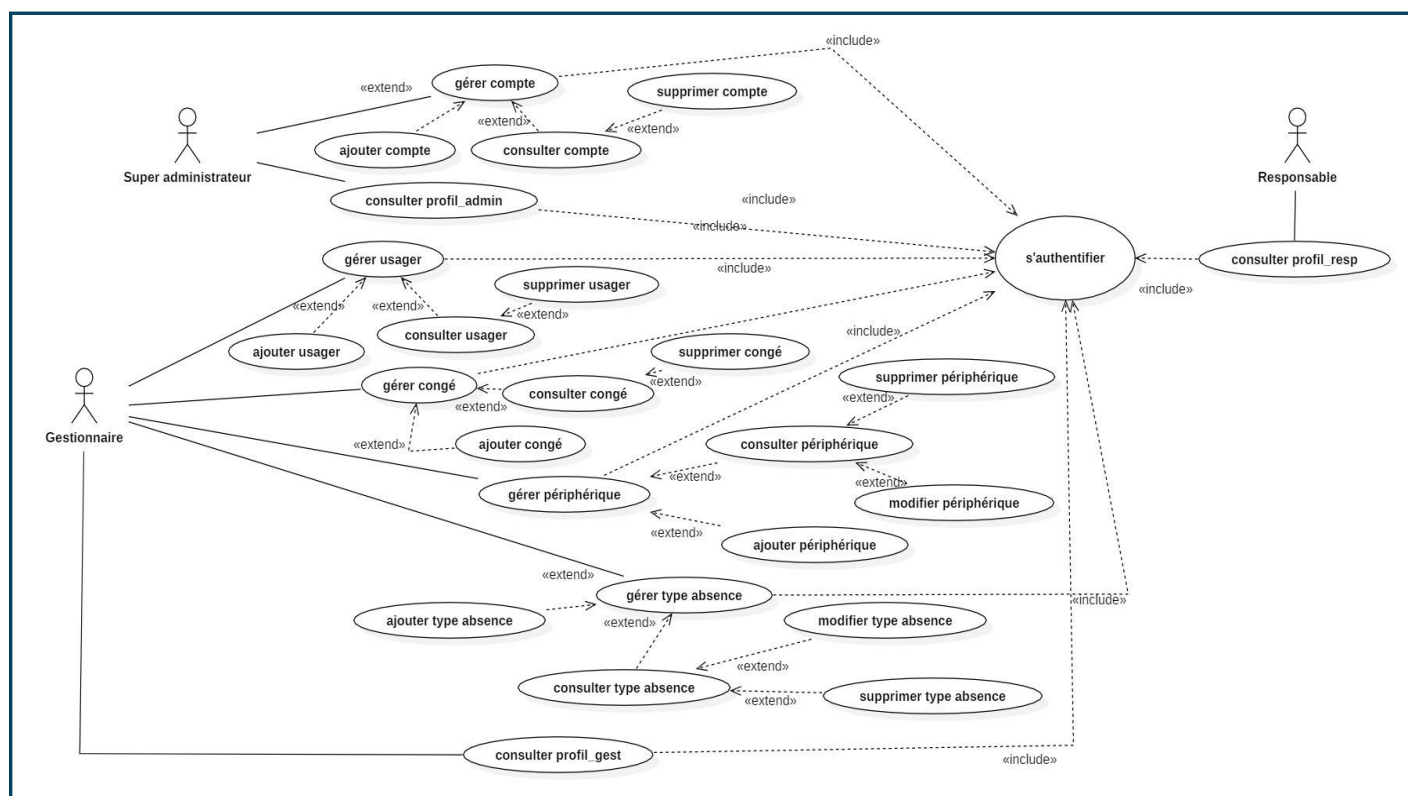 «include»
gérer compte
«extend»
supprimer compte
«extend»
«extend»
ajouter compte
consulter compte
Super administrateur
Responsable
consulter profil_admin
«include»
«include»
gérer usager
s'authentifier
consulter profil_resp
«include»
supprimer usager
«include»
«extend»
«extend»
«extend»
consulter usager
«include»
ajouter usager
supprimer congé
gérer congé
«extend»
supprimer périphérique
consulter congé
«extend»
«extend»
Gestionnaire
«extend»
ajouter congé
consulter périphérique
«extend»
«extend»
gérer périphérique
modifier périphérique
«extend»
ajouter périphérique
«extend»
gérer type absence
«include»
ajouter type absence
«extend»
modifier type absence
«extend»
consulter type absence
«extend»
supprimer type absence
consulter profil_gest
«include»